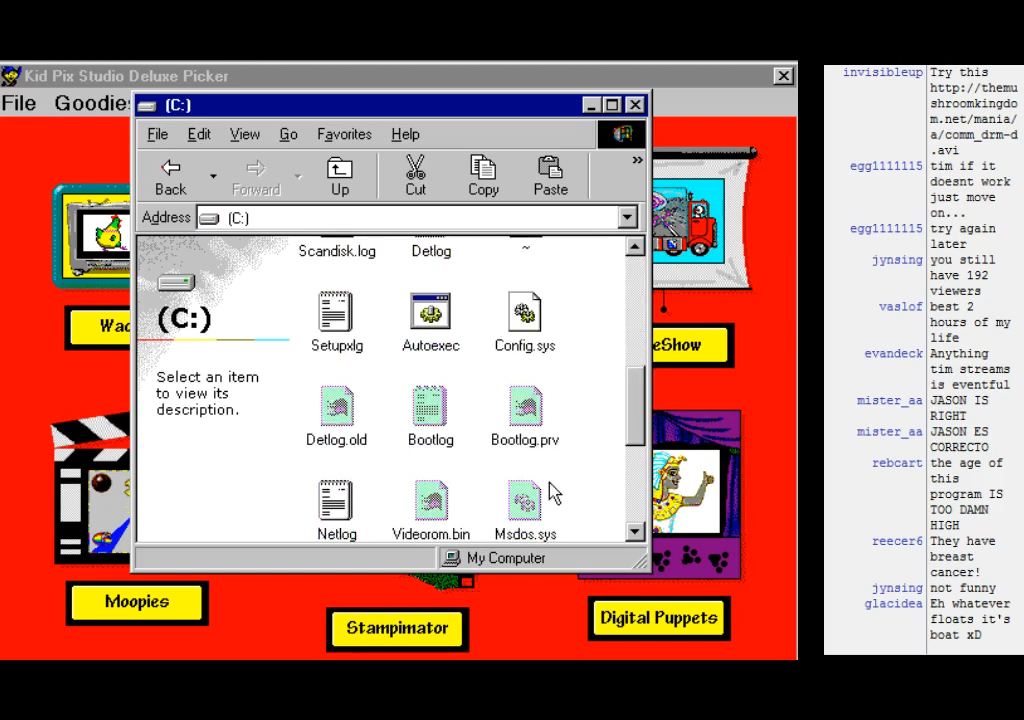 Kid Pix Studio Deluxe Picker
File Goodies
(C:)
File Edit View Go Favorites Help
Back Forward Up Cut Copy Paste »
Address (C:)
Scandisk.log Detlog ~
(C:)
Select an item
to view its
description.
Setupxlg Autoexec Config.sys
Detlog.old Bootlog Bootlog.prv
Netlog Videorom.bin Msdos.sys
My Computer
Wac
eShow
Moopies
Stampimator
Digital Puppets
invisibleup Try this
http://themu
shroomkingdo
m.net/mania/
a/comm_drm-d
.avi
egg1111115 tim if it
doesnt work
just move
on...
egg1111115 try again
later
jynsing you still
have 192
viewers
vaslof best 2
hours of my
life
evandeck Anything
tim streams
is eventful
mister_aa JASON IS
RIGHT
mister_aa JASON ES
CORRECTO
rebcart the age of
this
program IS
TOO DAMN
HIGH
reecer6 They have
breast
cancer!
jynsing not funny
glacidea Eh whatever
floats it's
boat xD